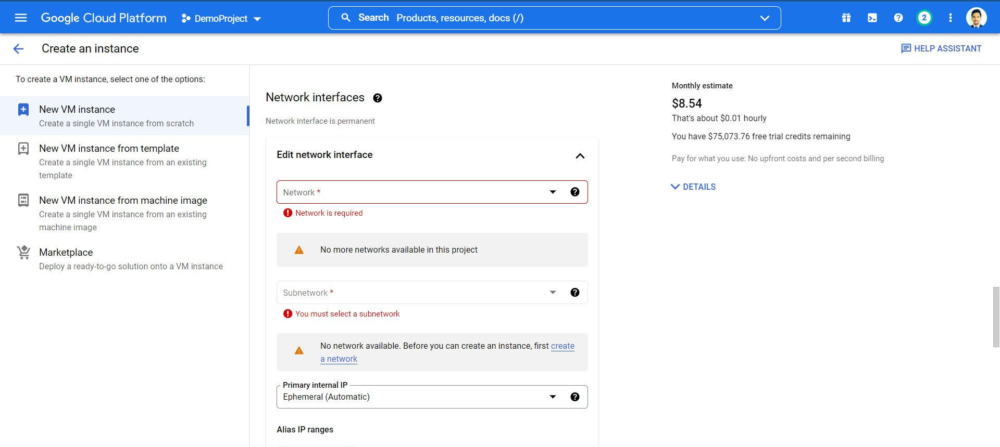 Google Cloud Platform
DemoProject
Search Products, resources, docs (/)
2
Create an instance
HELP ASSISTANT
To create a VM instance, select one of the options:
New VM instance
Create a single VM instance from scratch
New VM instance from template
Create a single VM instance from an existing
template
New VM instance from machine image
Create a single VM instance from an existing
machine image
Marketplace
Deploy a ready-to-go solution onto a VM instance
Network interfaces
Network interface is permanent
Edit network interface
Network *
Network is required
No more networks available in this project
Subnetwork *
You must select a subnetwork
No network available. Before you can create an instance, first create
a network
Primary internal IP
Ephemeral (Automatic)
Alias IP ranges
Monthly estimate
$8.54
That's about $0.01 hourly
You have $75,073.76 free trial credits remaining
Pay for what you use: No upfront costs and per second billing
DETAILS